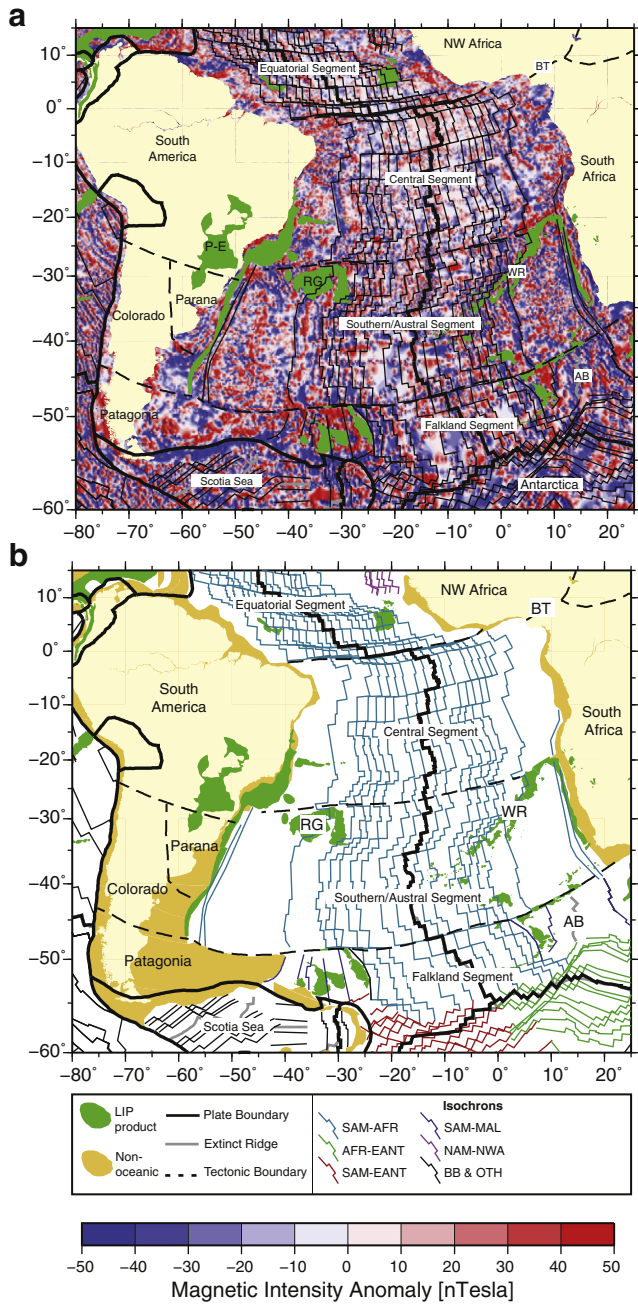 a
NW Africa
BT
Equatorial Segment
South
America
South
Africa
Central Segment
P-E
RG
WR
Parana
Colorado
Southern/Austral Segment
AB
Patagonia
Falkland Segment
Scotia Sea
Antarctica
10°
0°
−10°
−20°
−30°
−40°
−50°
−60°
−80° −70° −60° −50° −40° −30° −20° −10° 0° 10° 20°
b
NW Africa
BT
Equatorial Segment
South
America
South
Africa
Central Segment
RG
WR
Parana
Colorado
Southern/Austral Segment
AB
Patagonia
Falkland Segment
Scotia Sea
10°
0°
−10°
−20°
−30°
−40°
−50°
−60°
−80° −70° −60° −50° −40° −30° −20° −10° 0° 10° 20°
LIP
product
Non-
oceanic
Plate Boundary
Extinct Ridge
Tectonic Boundary
Isochrons
SAM-AFR
AFR-EANT
SAM-EANT
SAM-MAL
NAM-NWA
BB & OTH
−50 −40 −30 −20 −10 0 10 20 30 40 50
Magnetic Intensity Anomaly [nTesla]